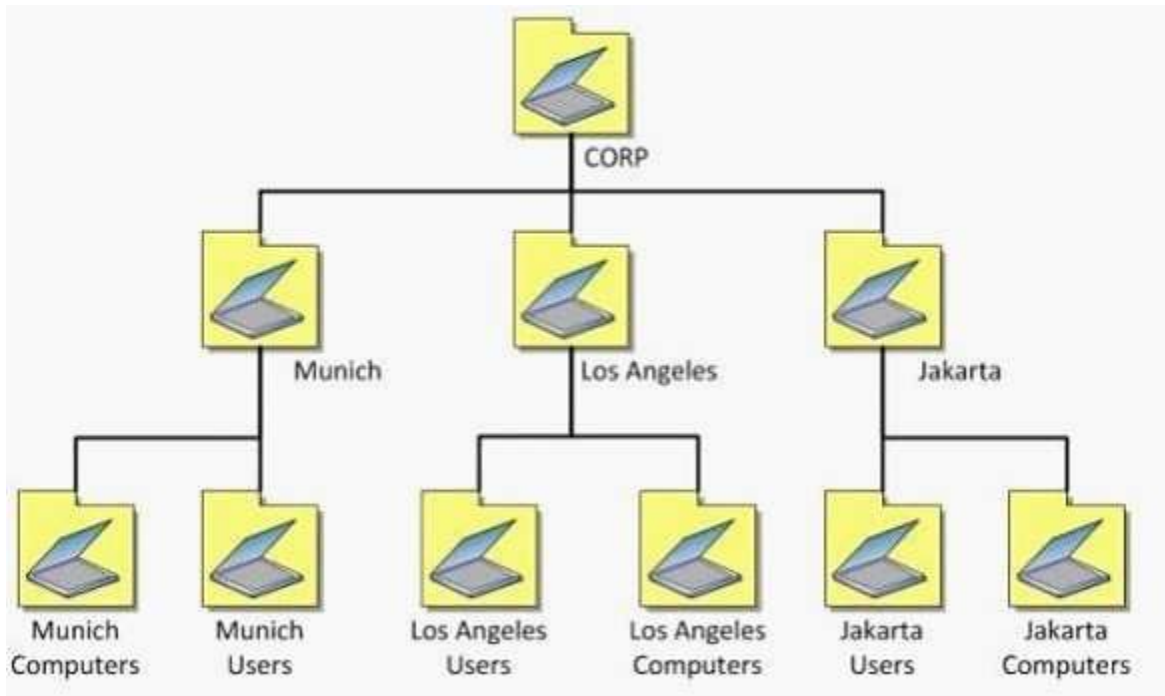 CORP
Munich
Los Angeles
Jakarta
Munich
Computers
Munich
Users
Los Angeles
Users
Los Angeles
Computers
Jakarta
Users
Jakarta
Computers